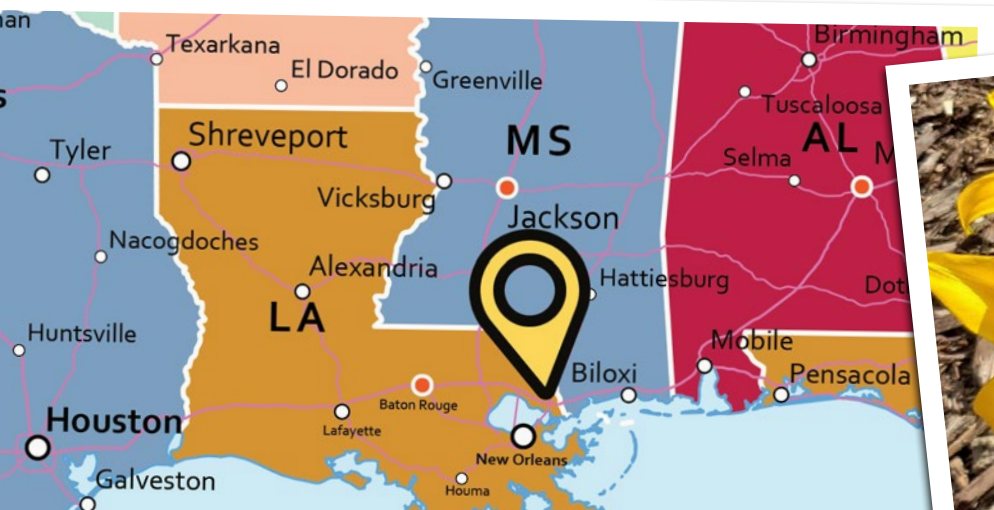 Birmingham
Texarkana
El Dorado
Greenville
Tuscaloosa
Shreveport
MS
AL
Tyler
Selma
Vicksburg
Jackson
Nacogdoches
Alexandria
Hattiesburg
Dot
LA
Huntsville
Mobile
Biloxi
Pensacola
Baton Rouge
Houston
Lafayette
New Orleans
Galveston
Houma